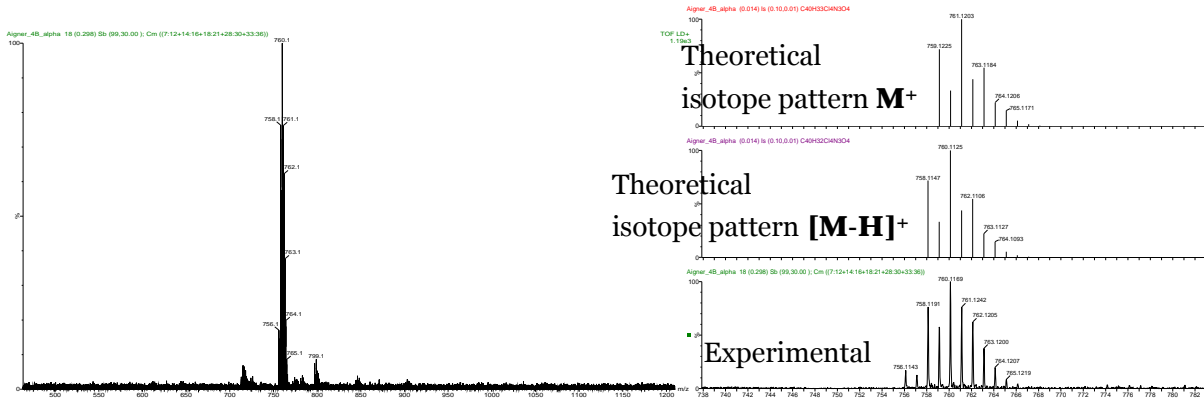 Aigner_4B_alpha 18 (0.298) Sb (99,30.00 ); Cm ((7:12+14:16+18:21+28:30+33:36))
TOF LD+
1.19e3
100
%
0
760.1
758.1
761.1
762.1
763.1
764.1
756.1
765.1
799.1
500 550 600 650 700 750 800 850 900 950 1000 1050 1100 1150 1200
m/z
Aigner_4B_alpha (0.014) Is (0.10,0.01) C40H33Cl4N3O4
100
%
0
761.1203
759.1225
763.1184
764.1206
765.1171
Theoretical
isotope pattern M+
Aigner_4B_alpha (0.014) Is (0.10,0.01) C40H32Cl4N3O4
100
%
0
760.1125
758.1147
762.1106
763.1127
764.1093
Theoretical
isotope pattern [M-H]+
Aigner_4B_alpha 18 (0.298) Sb (99,30.00 ); Cm ((7:12+14:16+18:21+28:30+33:36))
100
%
0
760.1169
758.1191
761.1242
762.1205
763.1200
764.1207
765.1219
756.1143
Experimental
738 740 742 744 746 748 750 752 754 756 758 760 762 764 766 768 770 772 774 776 778 780 782